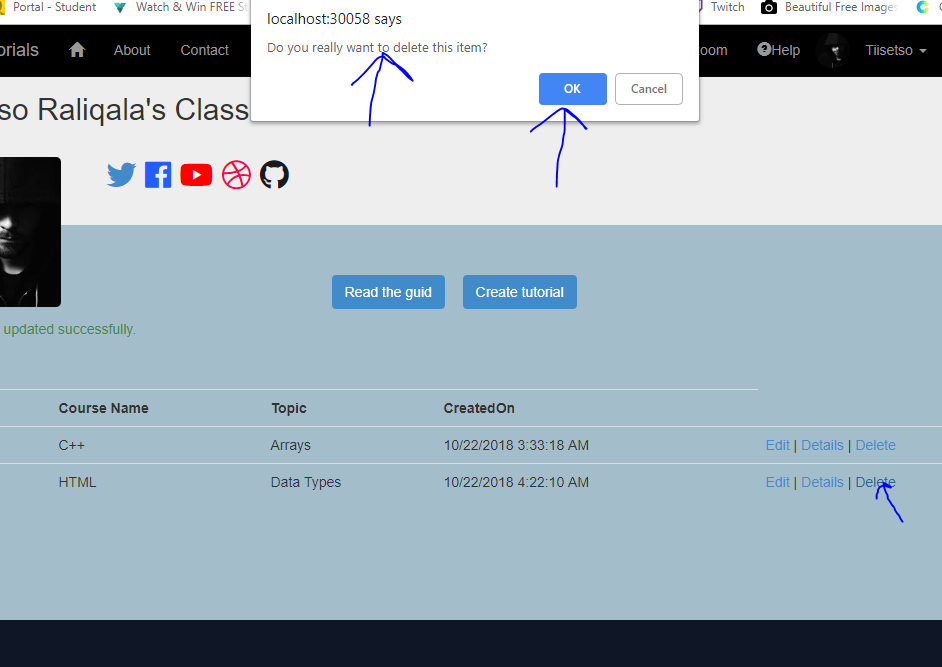 Portal - Student Watch & Win FREE S Twitch Beautiful Free Images
localhost:30058 says
Do you really want to delete this item?
OK Cancel
orials About Contact oom Help Tiisetso
so Raliqala's Class
Read the guid Create tutorial
updated successfully.
Course Name Topic CreatedOn
C++ Arrays 10/22/2018 3:33:18 AM Edit | Details | Delete
HTML Data Types 10/22/2018 4:22:10 AM Edit | Details | Delete